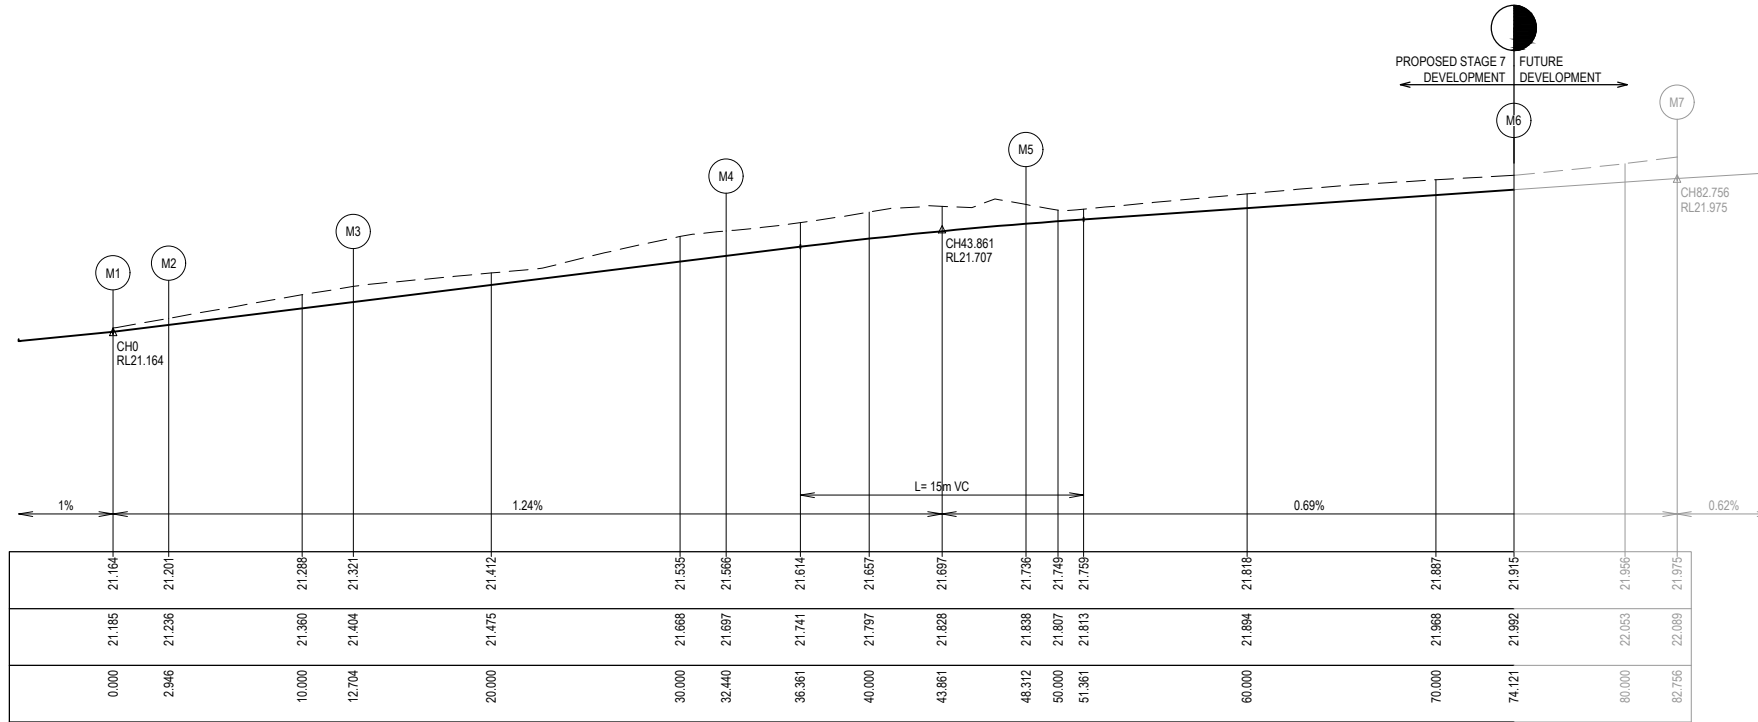 PROPOSED STAGE 7
DEVELOPMENT
FUTURE
DEVELOPMENT
M7
M6
M5
M4
M3
M2
M1
CH82.756
RL21.975
CH43.861
RL21.707
CH0
RL21.164
L= 15m VC
1%
1.24%
0.69%
0.62%
21.164 21.201 21.288 21.321 21.412 21.535 21.566 21.614 21.657 21.697 21.736 21.749 21.759 21.818 21.887 21.915 21.956 21.975
21.185 21.236 21.360 21.404 21.475 21.668 21.697 21.741 21.797 21.828 21.838 21.807 21.813 21.894 21.968 21.992 22.053 22.089
0.000 2.946 10.000 12.704 20.000 30.000 32.440 36.361 40.000 43.861 48.312 50.000 51.361 60.000 70.000 74.121 80.000 82.756